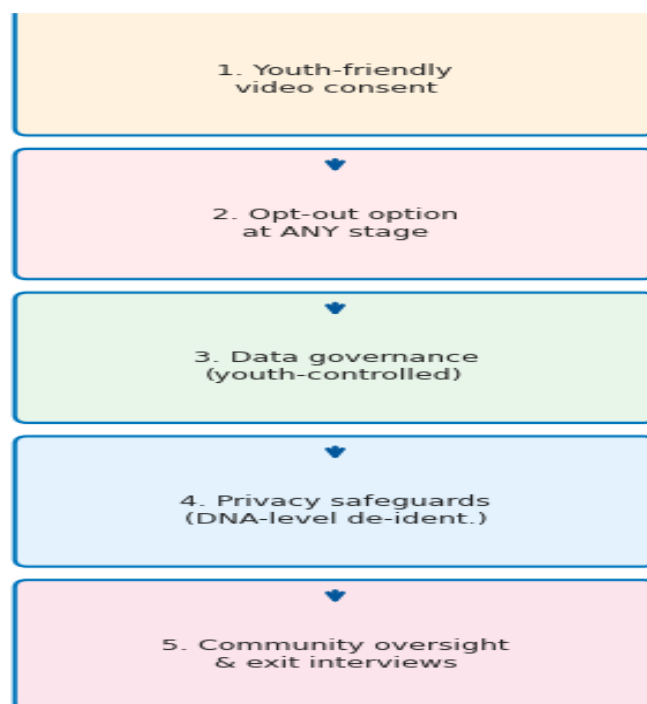 1. Youth-friendly
video consent
2. Opt-out option
at ANY stage
3. Data governance
(youth-controlled)
4. Privacy safeguards
(DNA-level de-ident.)
5. Community oversight
& exit interviews